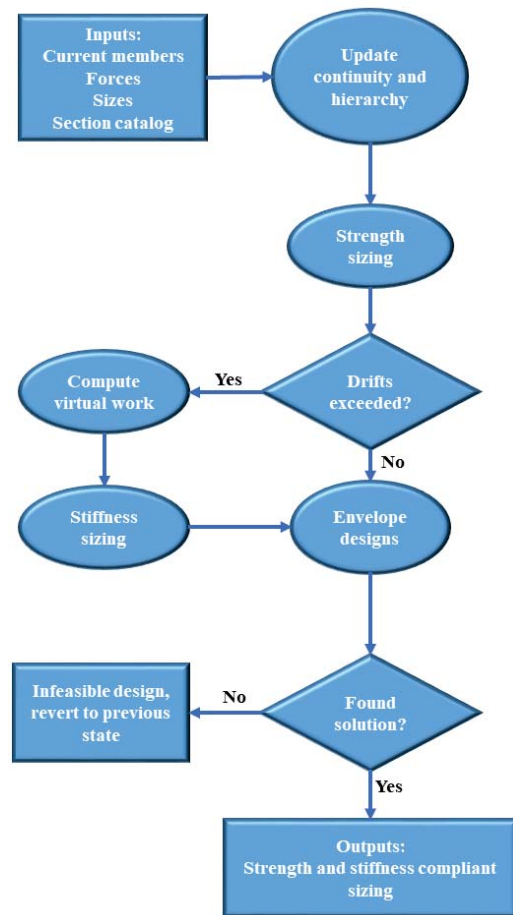 Inputs:
Current members
Forces
Sizes
Section catalog
Update
continuity and
hierarchy
Strength
sizing
Drifts
exceeded?
Yes
No
Compute
virtual work
Stiffness
sizing
Envelope
designs
Found
solution?
No
Yes
Infeasible design,
revert to previous
state
Outputs:
Strength and stiffness compliant
sizing